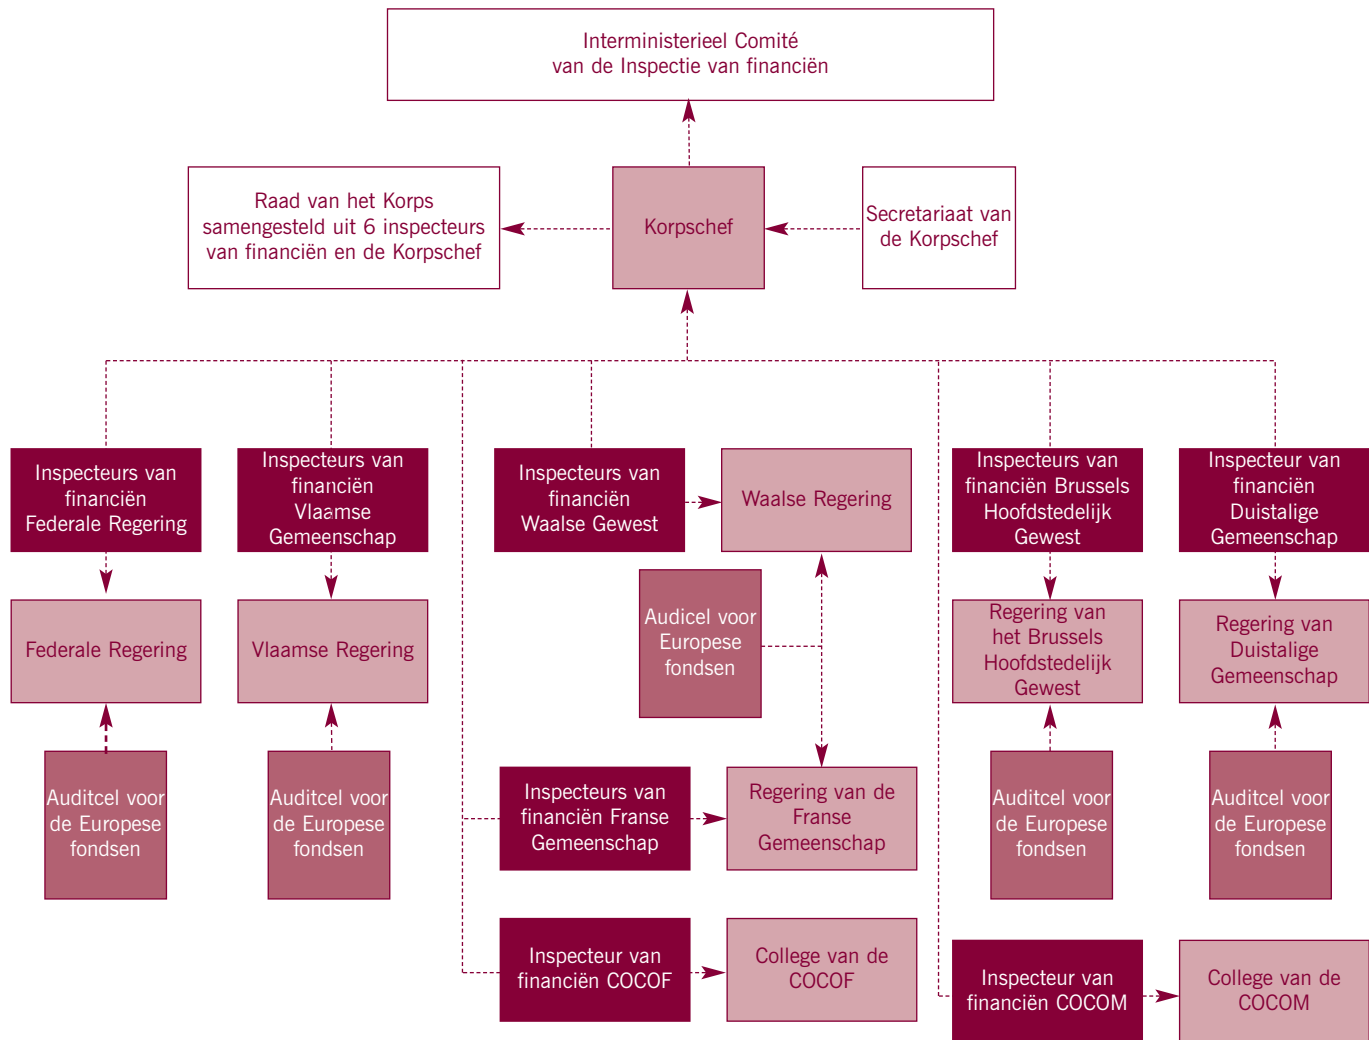 Interministerieel Comité
van de Inspectie van financiën
Raad van het Korps
samengesteld uit 6 inspecteurs
van financiën en de Korpschef
Korpschef
Secretariaat van
de Korpschef
Inspecteurs van
financiën
Federale Regering
Inspecteurs van
financiën
Vlaamse
Gemeenschap
Inspecteurs van
financiën
Waalse Gewest
Waalse Regering
Inspecteurs van
financiën Brussels
Hoofdstedelijk
Gewest
Inspecteur van
financiën
Duistalige
Gemeenschap
Federale Regering
Vlaamse Regering
Audicel voor
Europese
fondsen
Regering van
het Brussels
Hoofdstedelijk
Gewest
Regering van
Duistalige
Gemeenschap
Auditcel voor
de Europese
fondsen
Auditcel voor
de Europese
fondsen
Inspecteurs van
financiën Franse
Gemeenschap
Regering van de
Franse
Gemeenschap
Auditcel voor
de Europese
fondsen
Auditcel voor
de Europese
fondsen
Inspecteur van
financiën COCOF
College van de
COCOF
Inspecteur van
financiën COCOM
College van de
COCOM